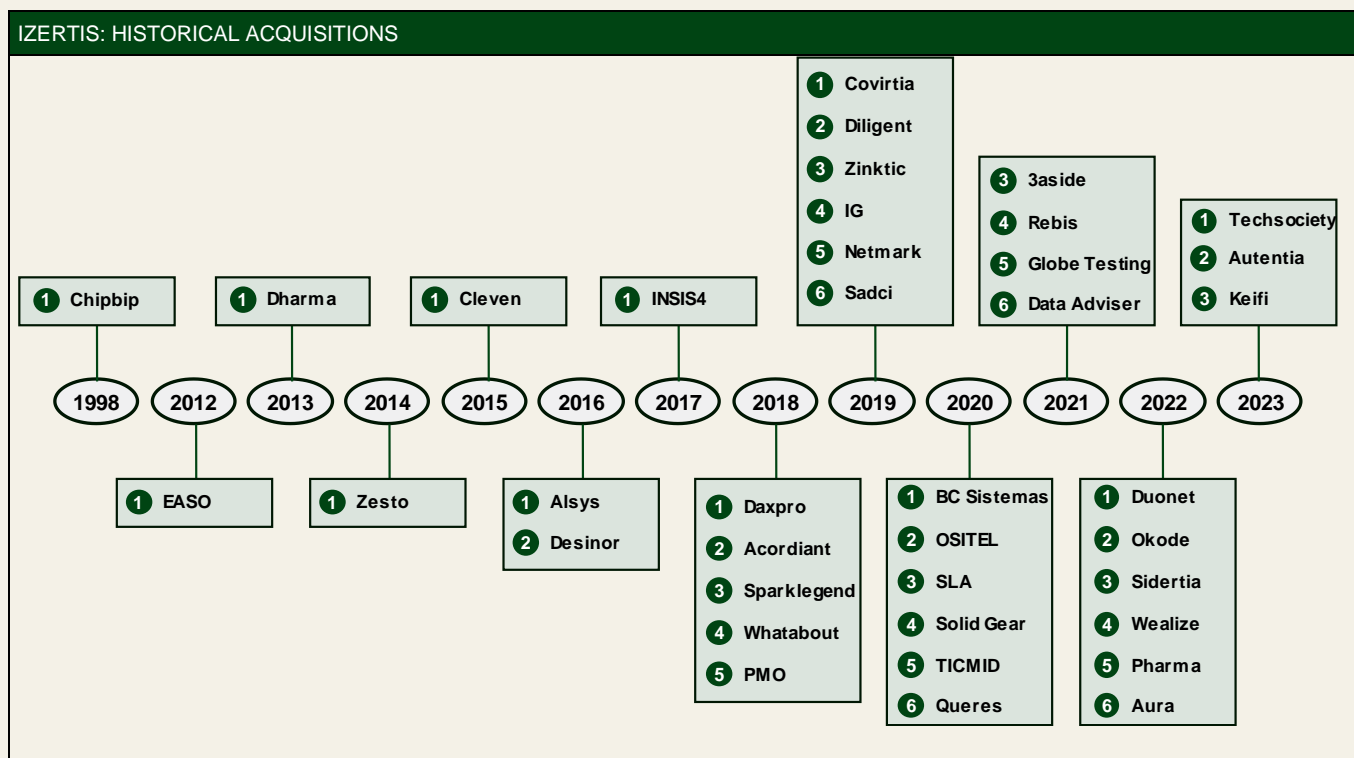 IZERTIS: HISTORICAL ACQUISITIONS
1 Covirtia
2 Diligent
3 Zinktic
4 IG
5 Netmark
6 Sadci
3 3aside
4 Rebis
5 Globe Testing
6 Data Adviser
1 Techsociety
2 Autentia
3 Keifi
1 Chipbip
1 Dharma
1 Cleven
1 INSIS4
1998 2012 2013 2014 2015 2016 2017 2018 2019 2020 2021 2022 2023
1 EASO
1 Zesto
1 Alsys
2 Desinor
1 Daxpro
2 Acordiant
3 Sparklegend
4 Whatabout
5 PMO
1 BC Sistemas
2 OSITEL
3 SLA
4 Solid Gear
5 TICMID
6 Queres
1 Duonet
2 Okode
3 Sidertia
4 Wealize
5 Pharma
6 Aura